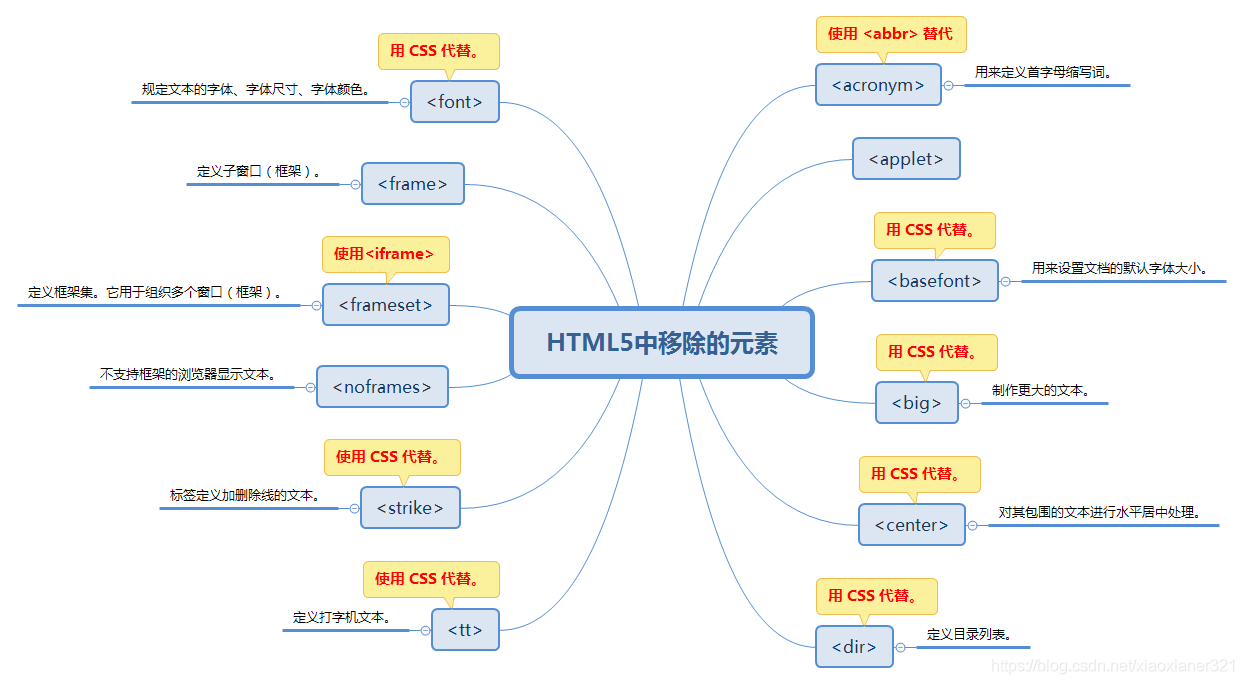 HTML5中移除的元素
使用 <abbr> 替代
<acronym>
用来定义首字母缩写词。
<applet>
用 CSS 代替。
<basefont>
用来设置文档的默认字体大小。
用 CSS 代替。
<big>
制作更大的文本。
用 CSS 代替。
<center>
对其包围的文本进行水平居中处理。
用 CSS 代替。
<dir>
定义目录列表。
用 CSS 代替。
<font>
规定文本的字体、字体尺寸、字体颜色。
<frame>
定义子窗口（框架）。
使用<iframe>
<frameset>
定义框架集。它用于组织多个窗口（框架）。
<noframes>
不支持框架的浏览器显示文本。
使用 CSS 代替。
<strike>
标签定义加删除线的文本。
使用 CSS 代替。
<tt>
定义打字机文本。
https://blog.csdn.net/xiaoxianer321